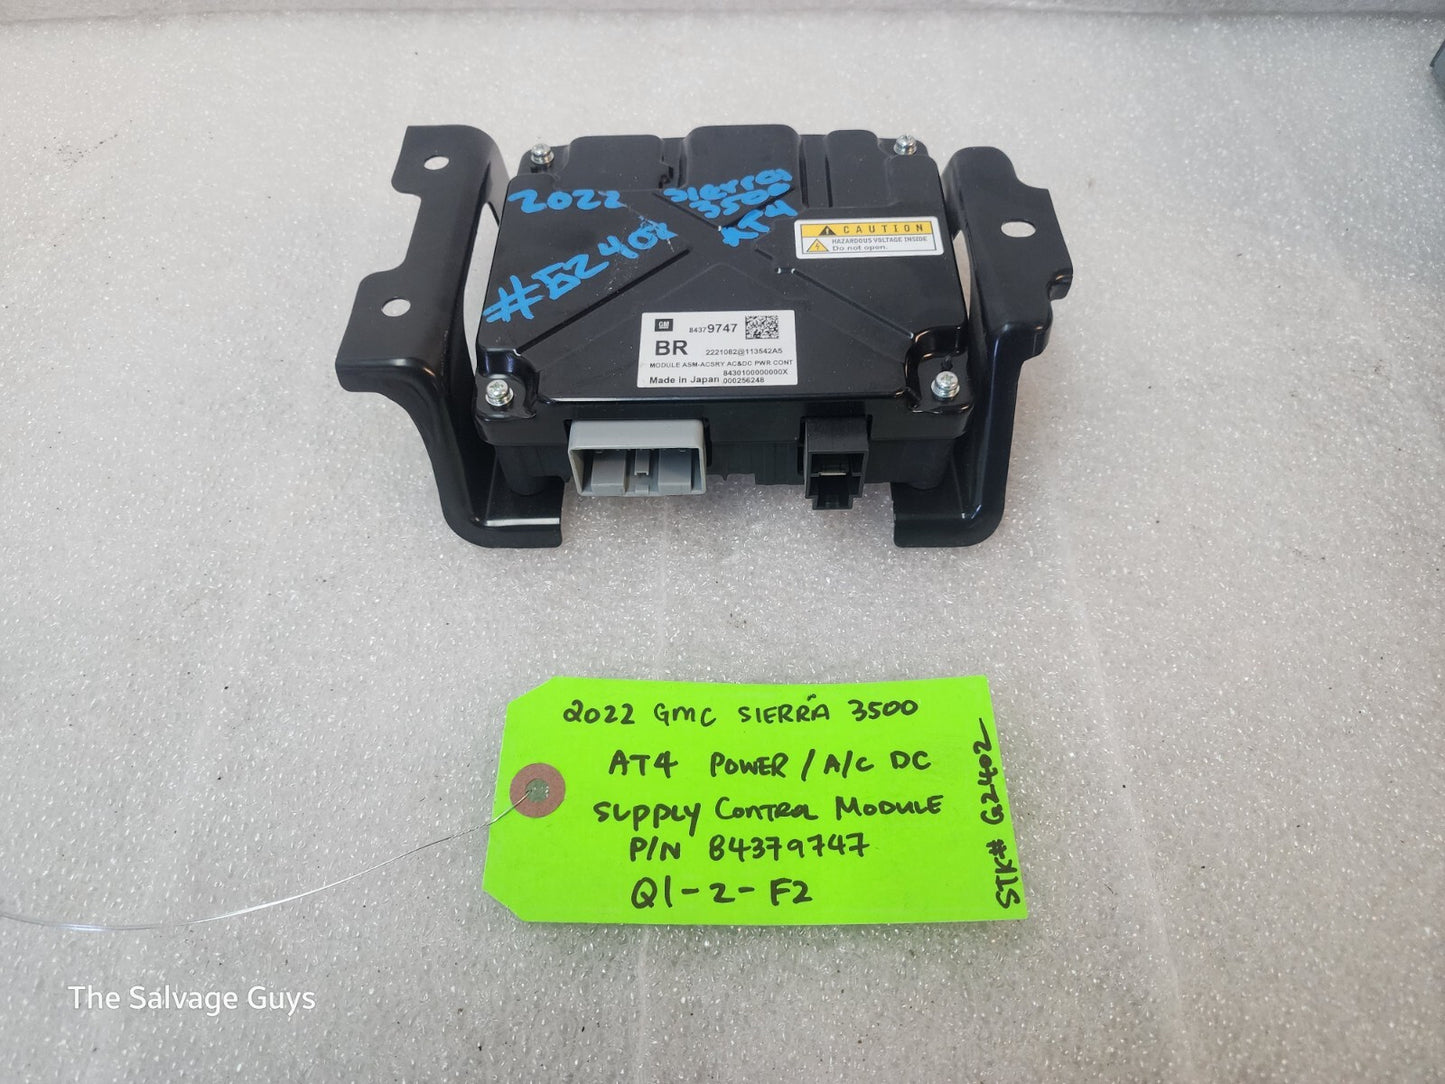 2022
Sierra
3500
AT4
CAUTION
HAZARDOUS VOLTAGE INSIDE
Do not open.
GM
84379747
BR
2221082@113542A5
MODULE ASM-ACSRY AC&DC PWR CONT
8430100000000X
Made in Japan .000256248
2022 GMC SIERRA 3500
AT4 POWER / A/C DC
SUPPLY CONTROL MODULE
P/N 84379747
Q1-2-F2
STK# G2402
The Salvage Guys